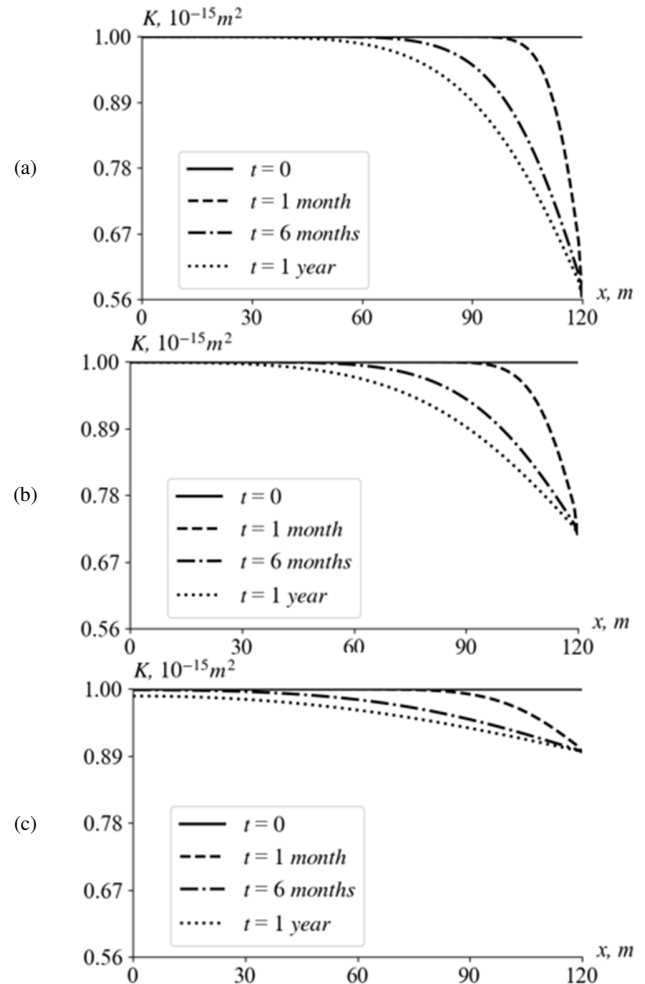 K, 10⁻¹⁵m²
1.00
0.89
(a)
0.78
t = 0
t = 1 month
0.67
t = 6 months
t = 1 year
0.56
x, m
0 30 60 90 120
K, 10⁻¹⁵m²
1.00
0.89
(b)
0.78
t = 0
t = 1 month
0.67
t = 6 months
t = 1 year
0.56
x, m
0 30 60 90 120
K, 10⁻¹⁵m²
1.00
0.89
(c)
0.78
t = 0
t = 1 month
0.67
t = 6 months
t = 1 year
0.56
x, m
0 30 60 90 120